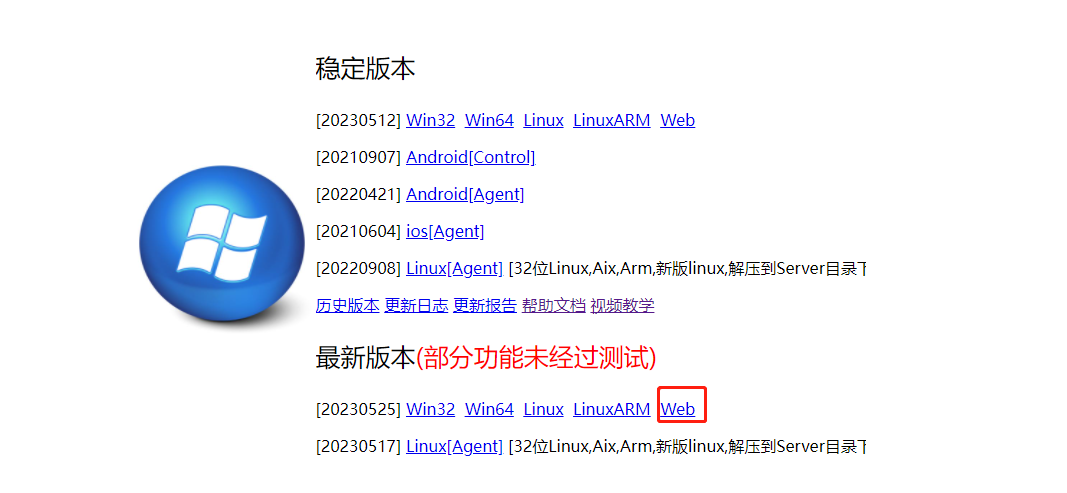 稳定版本
[20230512] Win32 Win64 Linux LinuxARM Web
[20210907] Android[Control]
[20220421] Android[Agent]
[20210604] ios[Agent]
[20220908] Linux[Agent] [32位Linux,Aix,Arm,新版linux,解压到Server目录
历史版本 更新日志 更新报告 帮助文档 视频教学
最新版本(部分功能未经过测试)
[20230525] Win32 Win64 Linux LinuxARM Web
[20230517] Linux[Agent] [32位Linux,Aix,Arm,新版linux,解压到Server目录